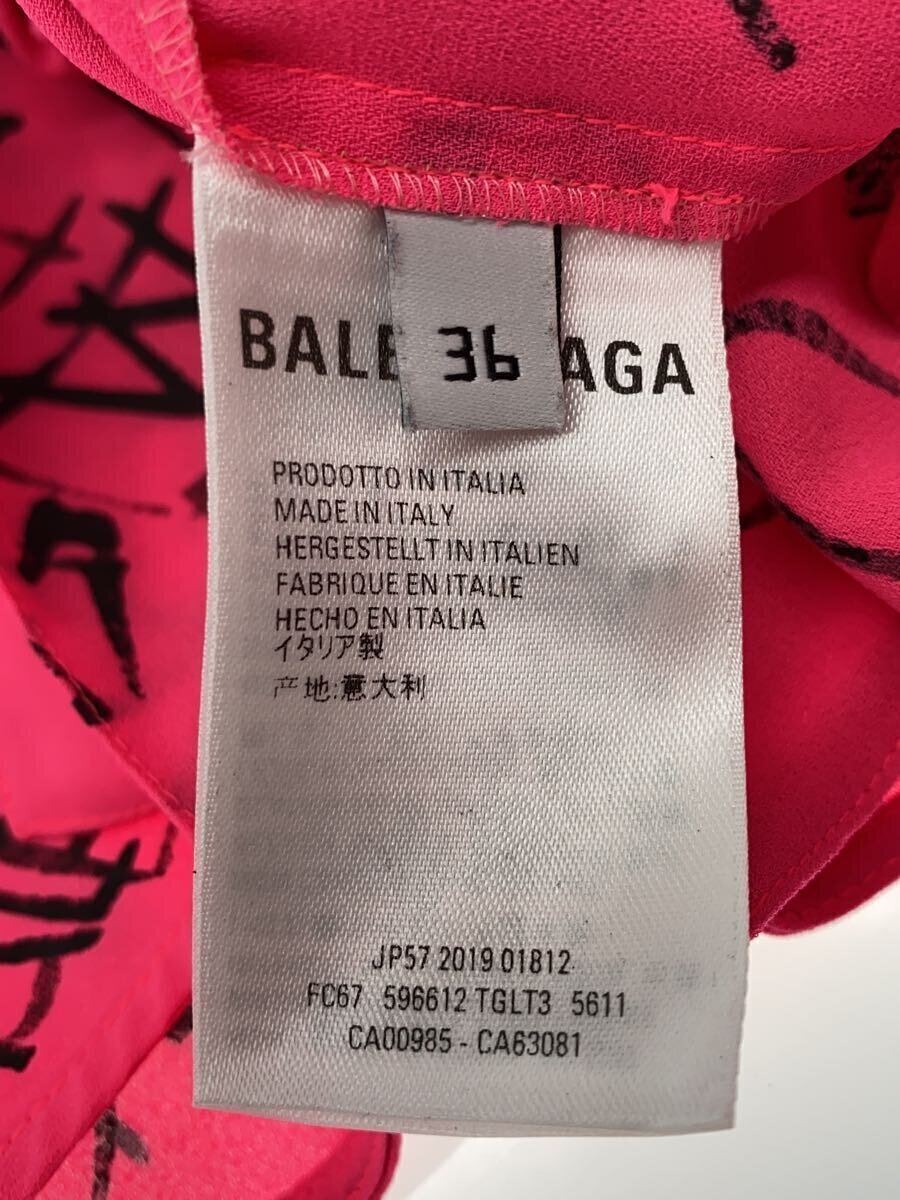 BALE AGA
36
PRODOTTO IN ITALIA
MADE IN ITALY
HERGESTELLT IN ITALIEN
FABRIQUE EN ITALIE
HECHO EN ITALIA
イタリア製
产地:意大利
JP57 2019 01812
FC67 596612 TGLT3 5611
CA00985 - CA63081